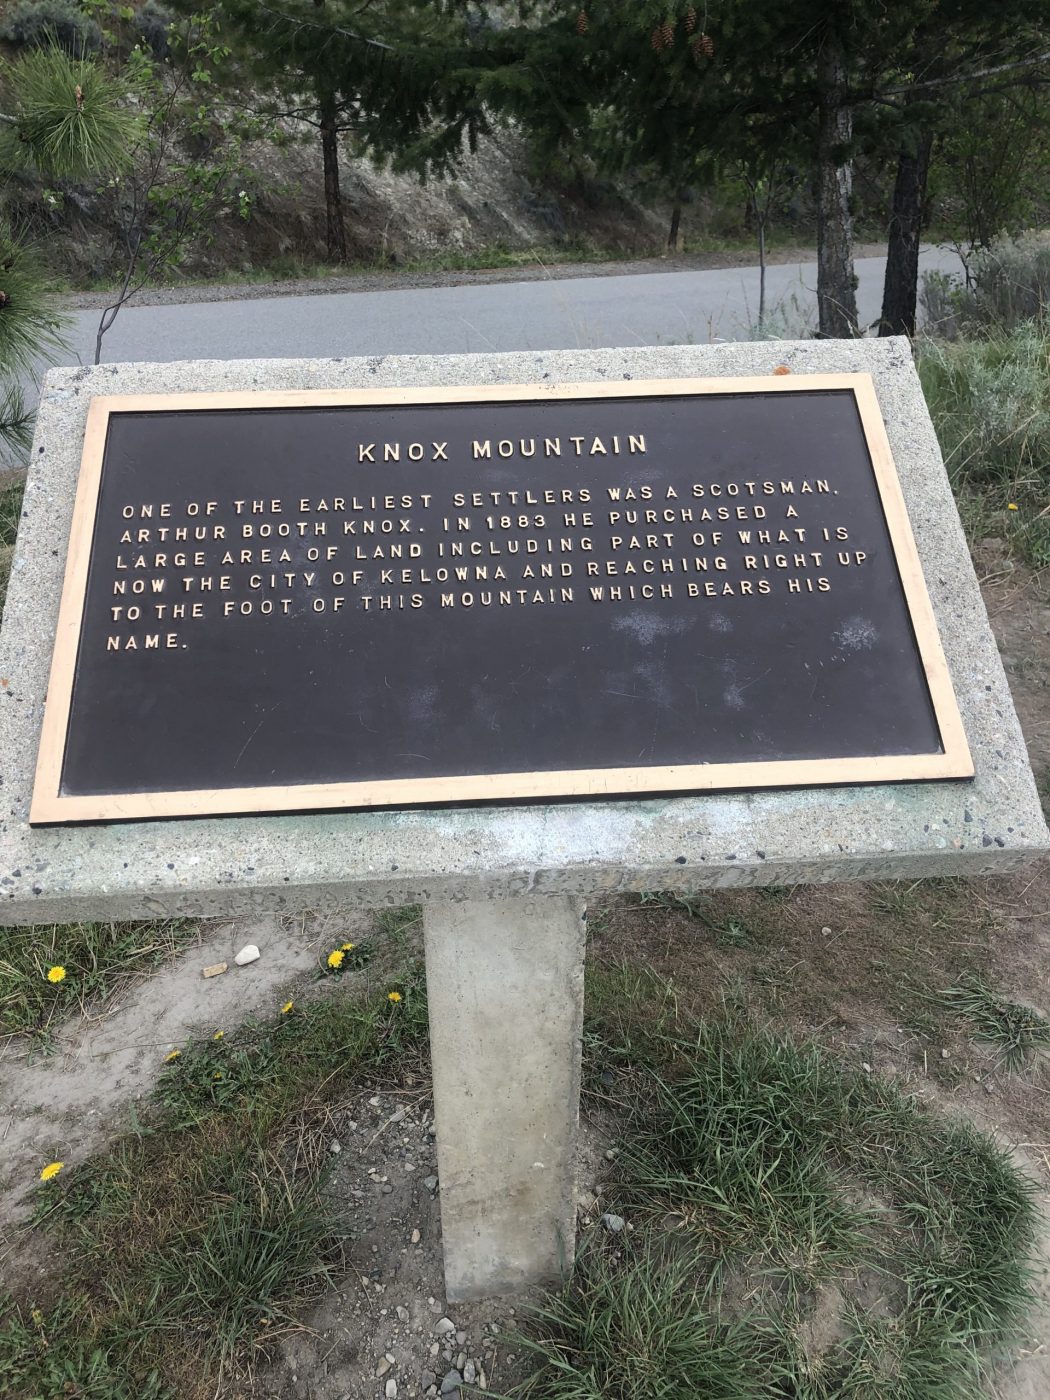 KNOX MOUNTAIN
ONE OF THE EARLIEST SETTLERS WAS A SCOTSMAN,
ARTHUR BOOTH KNOX. IN 1883 HE PURCHASED A
LARGE AREA OF LAND INCLUDING PART OF WHAT IS
NOW THE CITY OF KELOWNA AND REACHING RIGHT UP
TO THE FOOT OF THIS MOUNTAIN WHICH BEARS HIS
NAME.